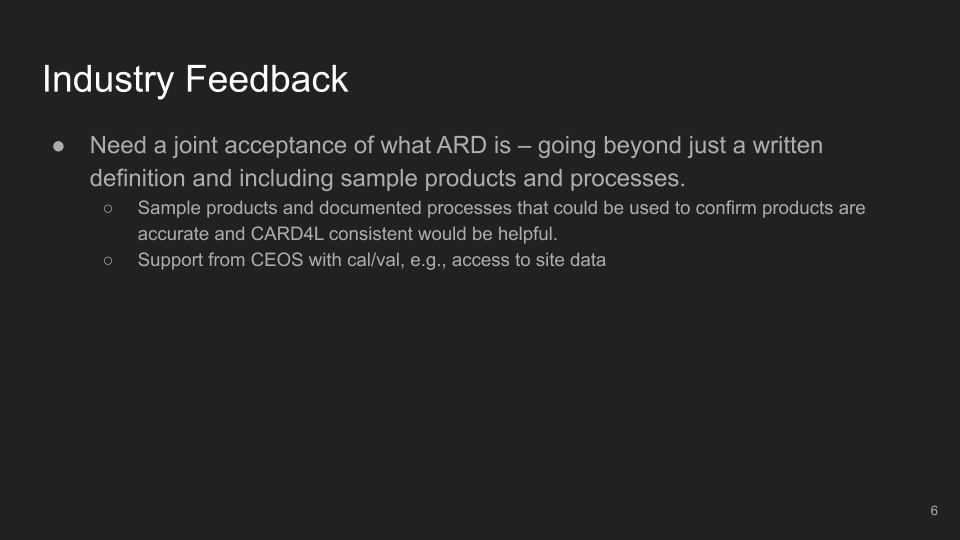 Industry Feedback
● Need a joint acceptance of what ARD is – going beyond just a written
definition and including sample products and processes.
○ Sample products and documented processes that could be used to confirm products are
accurate and CARD4L consistent would be helpful.
○ Support from CEOS with cal/val, e.g., access to site data
6